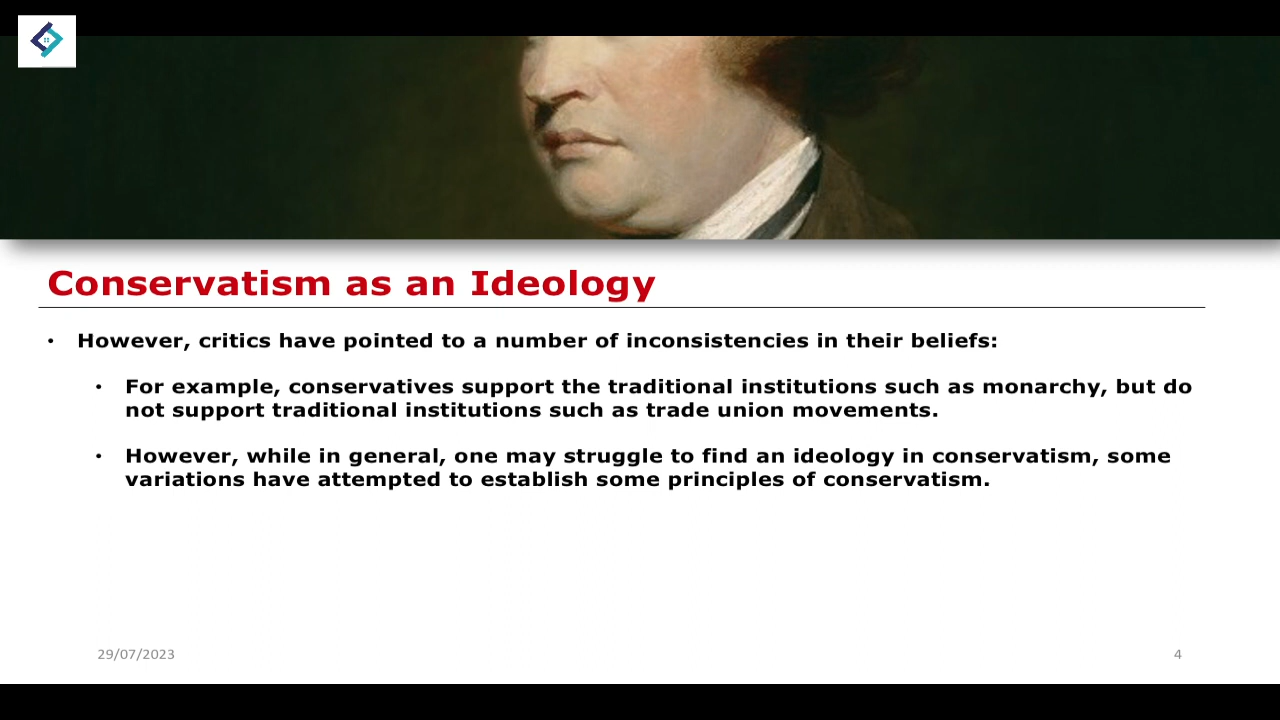 Conservatism as an Ideology
• However, critics have pointed to a number of inconsistencies in their beliefs:
• For example, conservatives support the traditional institutions such as monarchy, but do
not support traditional institutions such as trade union movements.
• However, while in general, one may struggle to find an ideology in conservatism, some
variations have attempted to establish some principles of conservatism.
29/07/2023
4